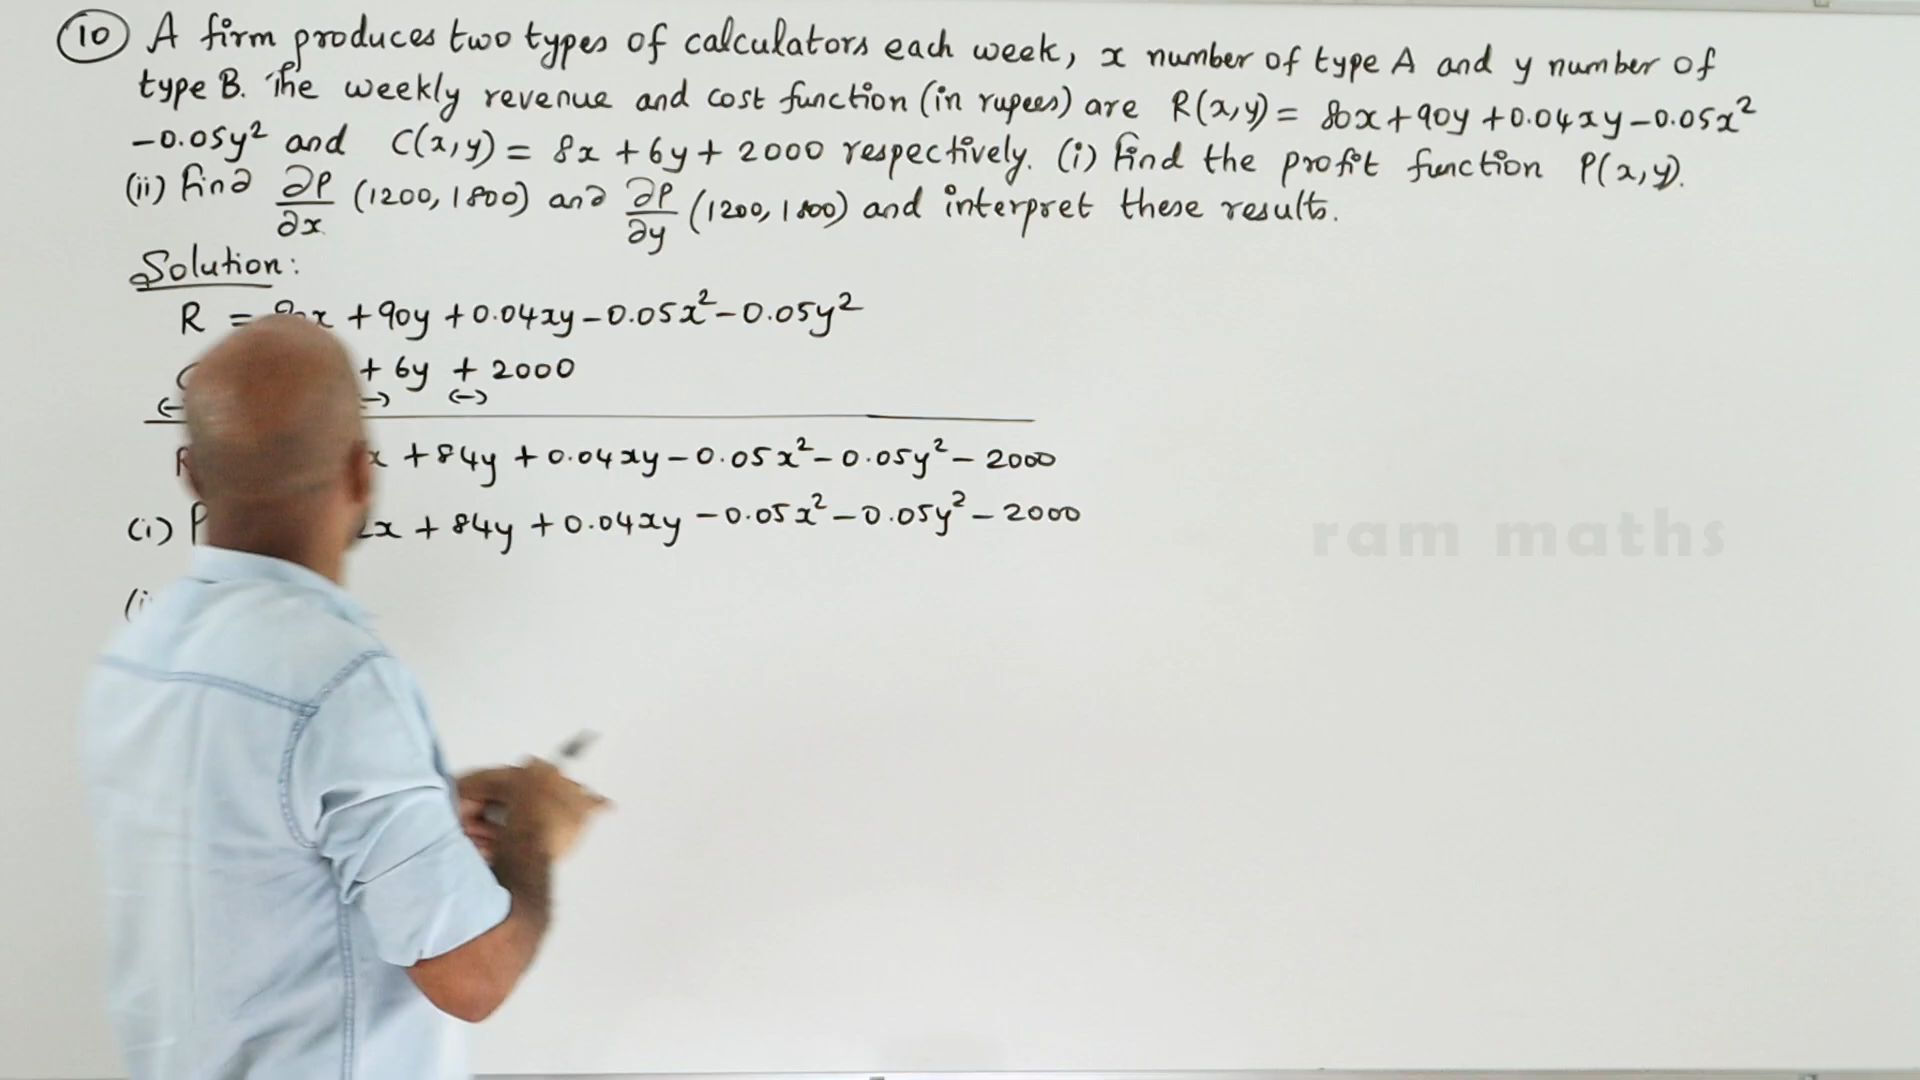 10 A firm produces two types of calculators each week, x number of type A and y number of
type B. The weekly revenue and cost function (in rupees) are R(x,y) = 80x + 90y + 0.04xy - 0.05x²
-0.05y² and C(x,y) = 8x + 6y + 2000 respectively. (i) Find the profit function P(x,y).
(ii) Find ∂P/∂x (1200, 1800) and ∂P/∂y (1200, 1800) and interpret these results.
Solution:
R = x + 90y + 0.04xy - 0.05x² - 0.05y²
+ 6y + 2000
(-) (-)
R x + 84y + 0.04xy - 0.05x² - 0.05y² - 2000
(i) P x + 84y + 0.04xy - 0.05x² - 0.05y² - 2000
ram maths
(i